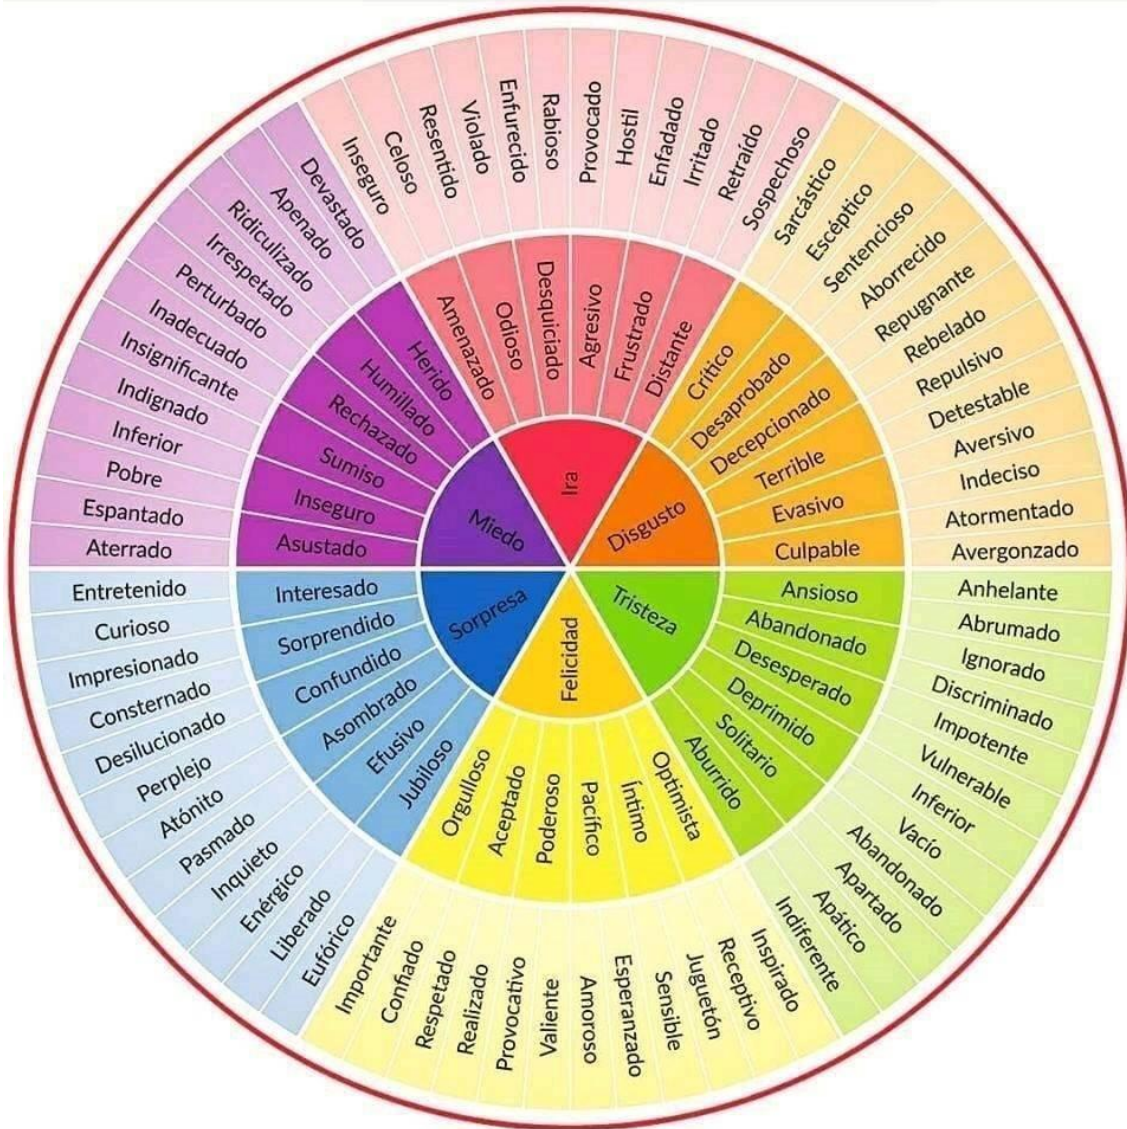 Ira
Disgusto
Tristeza
Felicidad
Sorpresa
Miedo
Amenazado
Odioso
Desquiciado
Agresivo
Frustrado
Distante
Crítico
Desaprobado
Decepcionado
Terrible
Evasivo
Culpable
Ansioso
Abandonado
Desesperado
Deprimido
Solitario
Aburrido
Optimista
Íntimo
Pacífico
Poderoso
Aceptado
Orgulloso
Jubiloso
Efusivo
Asombrado
Confundido
Sorprendido
Interesado
Asustado
Inseguro
Sumiso
Rechazado
Humillado
Herido
Inseguro
Celoso
Resentido
Violado
Enfurecido
Rabioso
Provocado
Hostil
Enfadado
Irritado
Retraído
Sospechoso
Sarcástico
Escéptico
Sentencioso
Aborrecido
Repugnante
Rebelado
Repulsivo
Detestable
Aversivo
Indeciso
Atormentado
Avergonzado
Anhelante
Abrumado
Ignorado
Discriminado
Impotente
Vulnerable
Inferior
Vacío
Abandonado
Apartado
Apático
Indiferente
Inspirado
Receptivo
Juguetón
Sensible
Esperanzado
Amoroso
Valiente
Provocativo
Realizado
Respetado
Confiado
Importante
Eufórico
Liberado
Enérgico
Inquieto
Pasmado
Atónito
Perplejo
Desilucionado
Consternado
Impresionado
Curioso
Entretenido
Aterrado
Espantado
Pobre
Inferior
Indignado
Insignificante
Inadecuado
Perturbado
Irrespetado
Ridiculizado
Apenado
Devastado